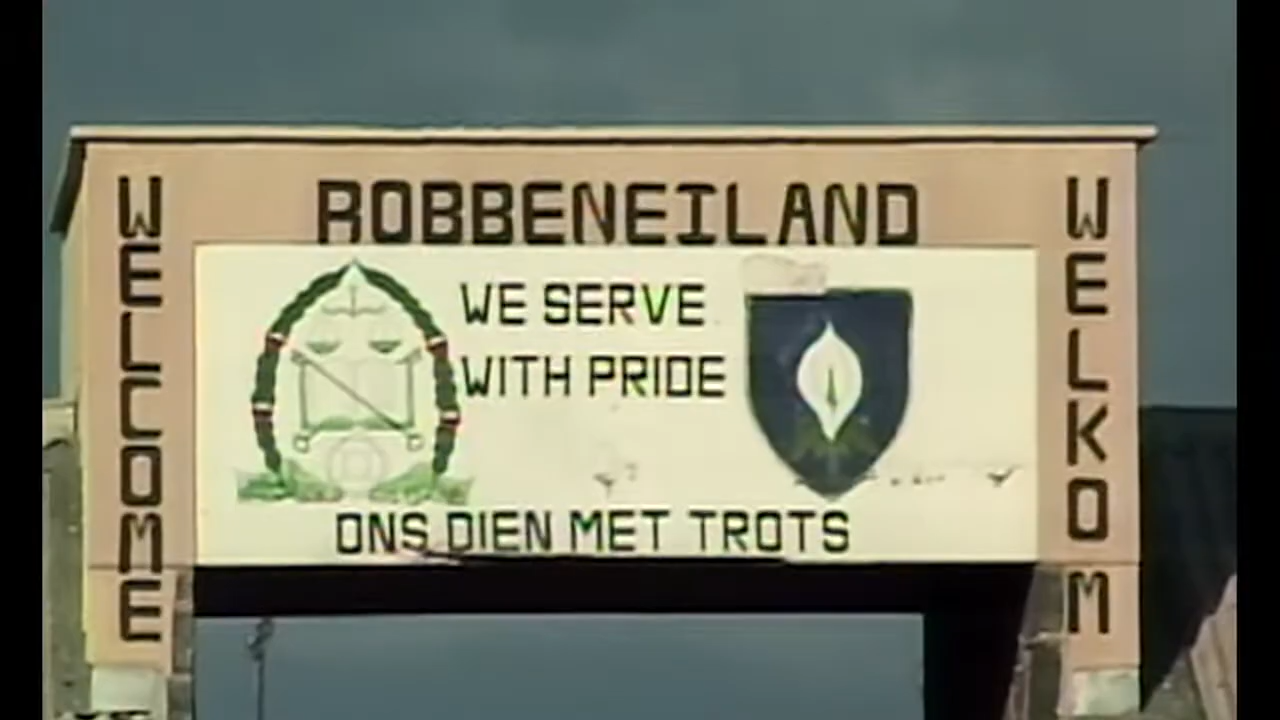 ROBBENEILAND
WELCOME
WE SERVE
WITH PRIDE
ONS DIEN MET TROTS
WELKOM